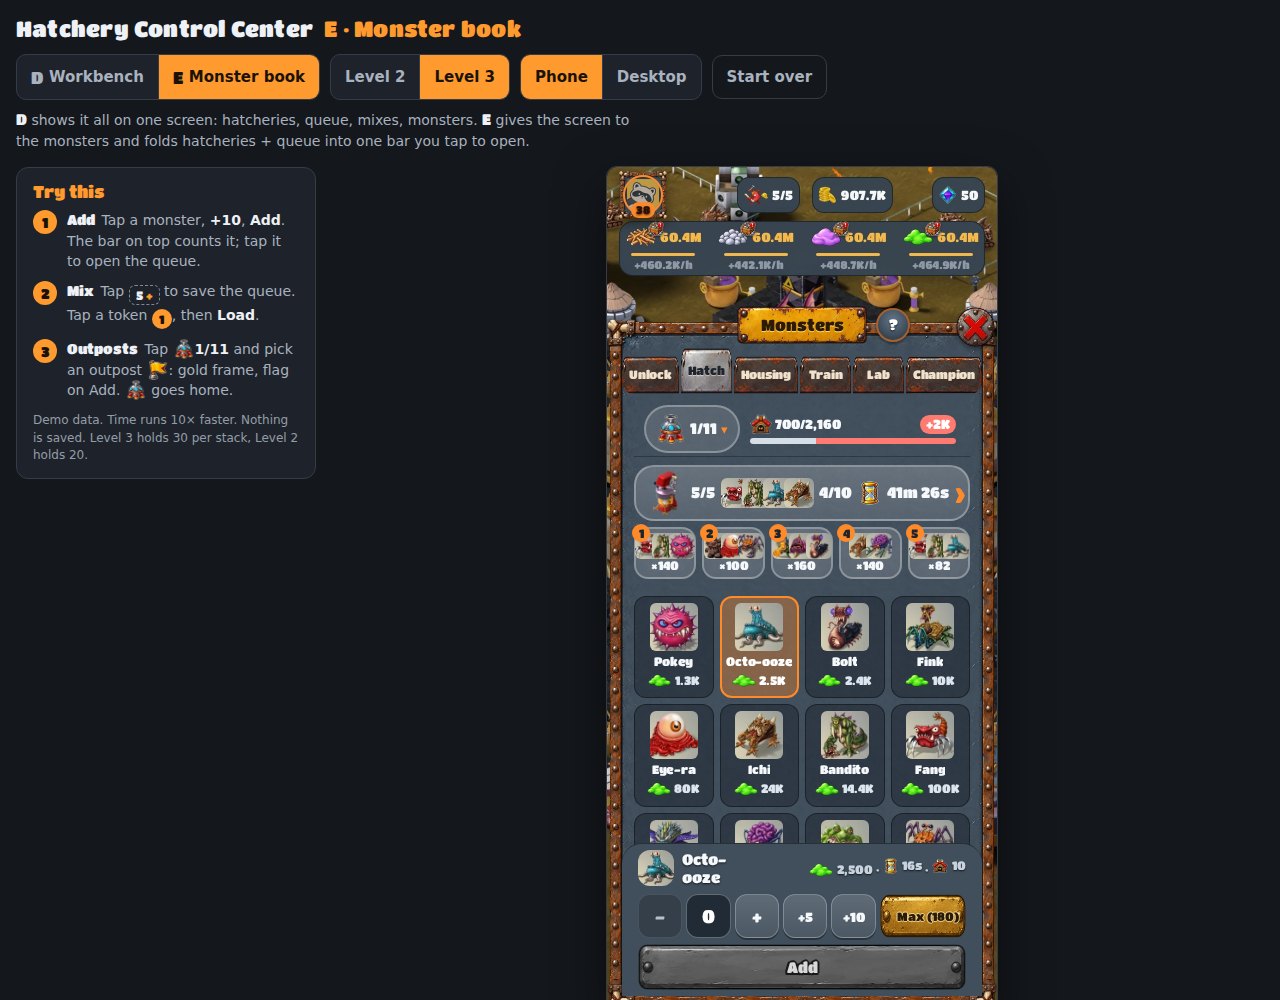 Hatchery Control Center E · Monster book
D Workbench E Monster book Level 2 Level 3 Phone Desktop Start over
D shows it all on one screen: hatcheries, queue, mixes, monsters. E gives the screen to
the monsters and folds hatcheries + queue into one bar you tap to open.
Try this
1 Add Tap a monster, +10, Add.
The bar on top counts it; tap it
to open the queue.
2 Mix Tap 5 + to save the queue.
Tap a token 1, then Load.
3 Outposts Tap 1/11 and pick
an outpost : gold frame, flag
on Add. goes home.
Demo data. Time runs 10× faster. Nothing
is saved. Level 3 holds 30 per stack, Level 2
holds 20.
30 5/5 907.7K 50
60.4M 60.4M 60.4M 60.4M
+460.2K/h +442.1K/h +448.7K/h +464.9K/h
Monsters ?
Unlock Hatch Housing Train Lab Champion
1/11 ▾ 700/2,160 +2K
5/5 4/10 41m 26s ❯
1 2 3 4 5
×140 ×100 ×160 ×140 ×82
Pokey Octo-ooze Bolt Fink
1.3K 2.5K 2.4K 10K
Eye-ra Ichi Bandito Fang
80K 24K 14.4K 100K
Octo-
ooze
2,500 · 16s · 10
− 0 + +5 +10 Max (180)
Add